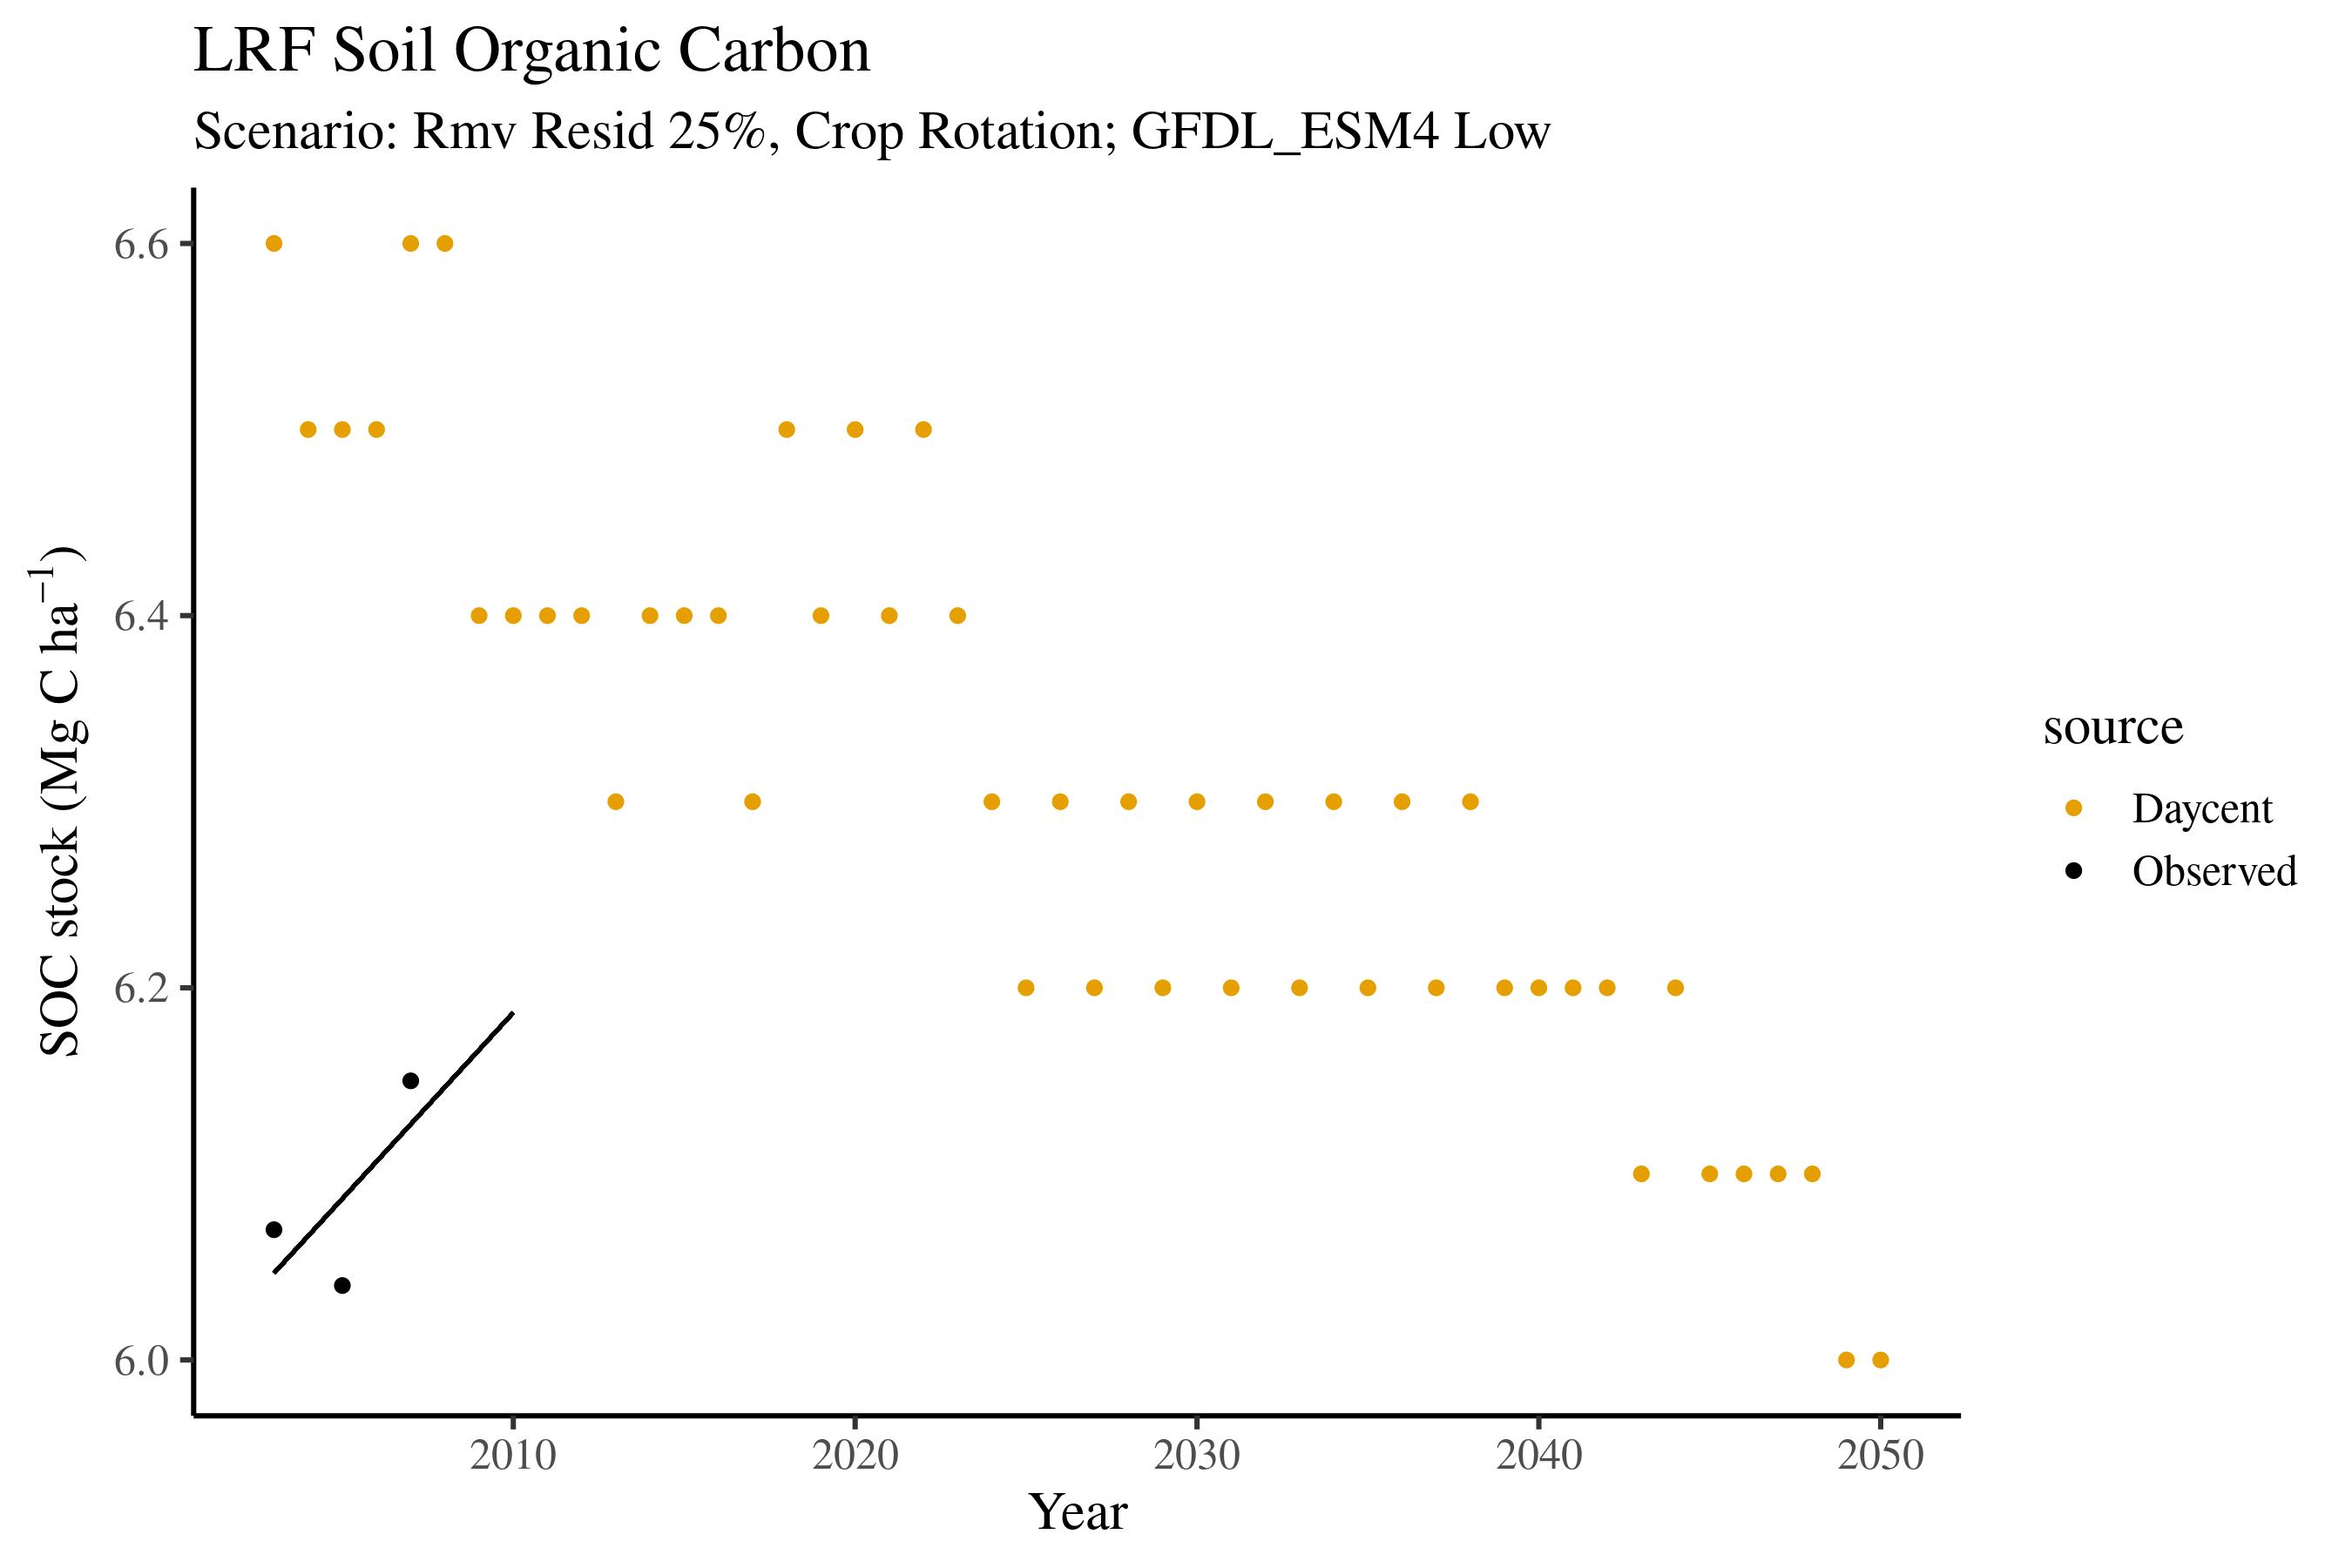 LRF Soil Organic Carbon
Scenario: Rmv Resid 25%, Crop Rotation; GFDL_ESM4 Low
SOC stock (Mg C ha⁻¹)
6.6
6.4
6.2
6.0
2010 2020 2030 2040 2050
Year
source
Daycent
Observed